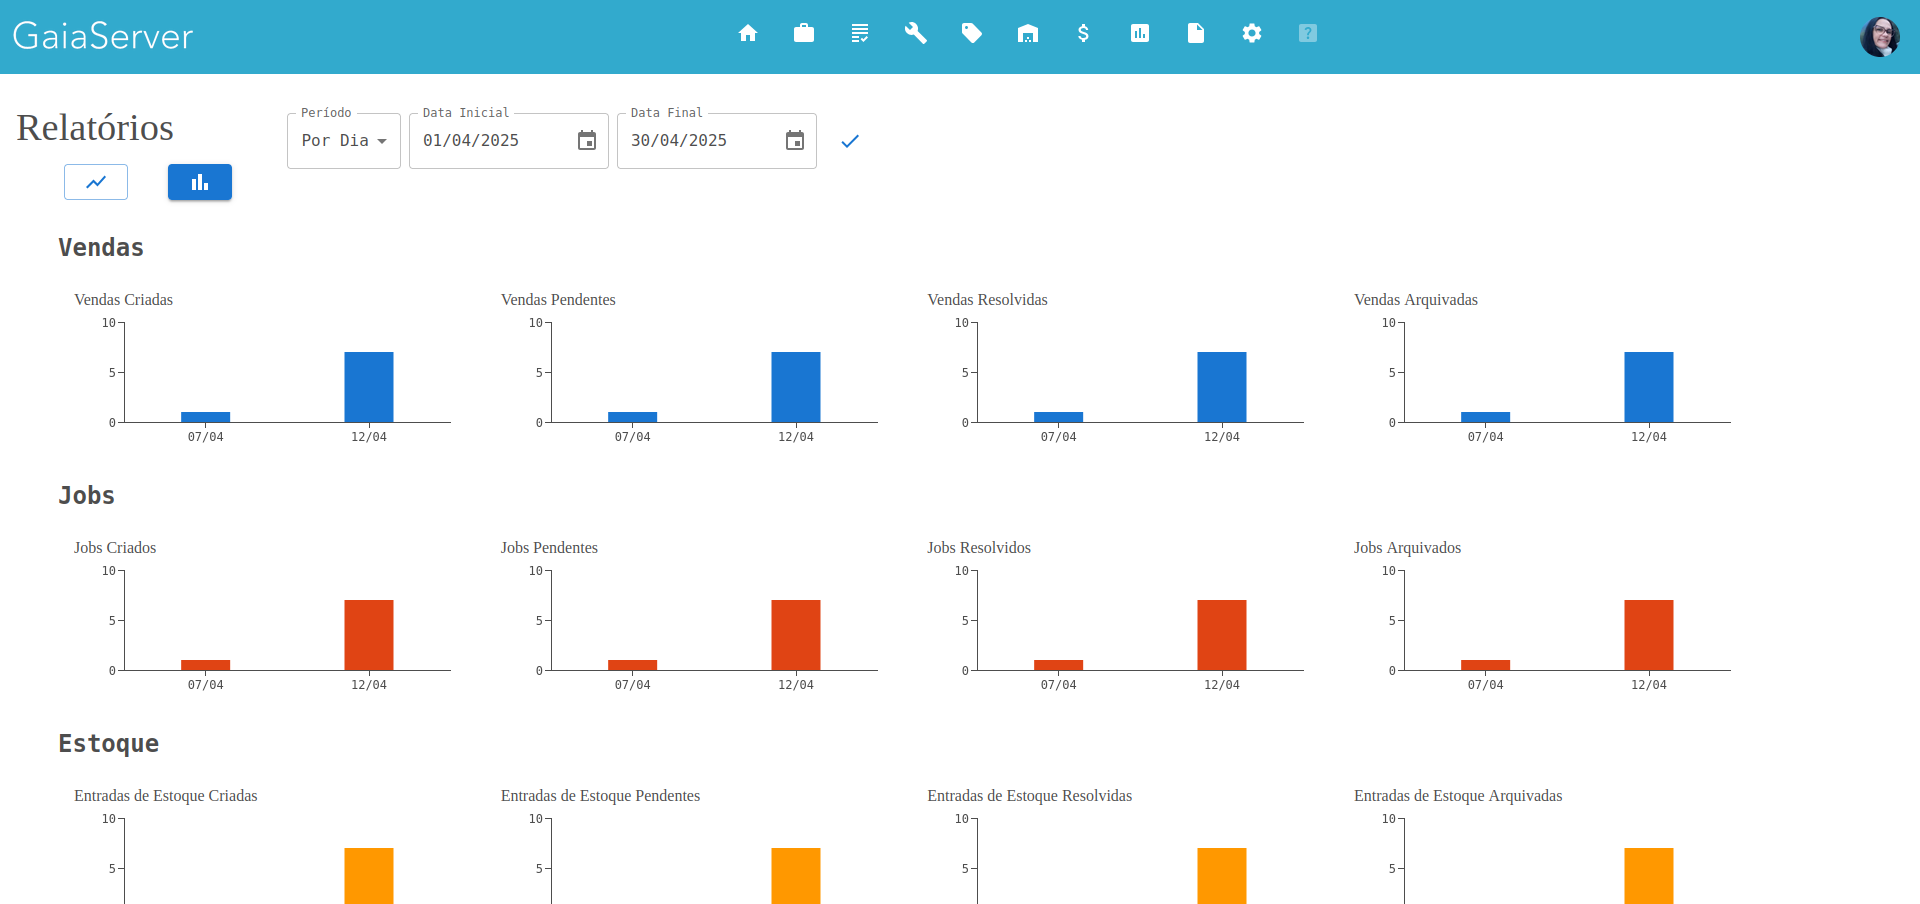 GaiaServer
?
Relatórios
Período
Por Dia
Data Inicial
01/04/2025
Data Final
30/04/2025
Vendas
Vendas Criadas
10
5
0
07/04
12/04
Vendas Pendentes
10
5
0
07/04
12/04
Vendas Resolvidas
10
5
0
07/04
12/04
Vendas Arquivadas
10
5
0
07/04
12/04
Jobs
Jobs Criados
10
5
0
07/04
12/04
Jobs Pendentes
10
5
0
07/04
12/04
Jobs Resolvidos
10
5
0
07/04
12/04
Jobs Arquivados
10
5
0
07/04
12/04
Estoque
Entradas de Estoque Criadas
10
5
Entradas de Estoque Pendentes
10
5
Entradas de Estoque Resolvidas
10
5
Entradas de Estoque Arquivadas
10
5